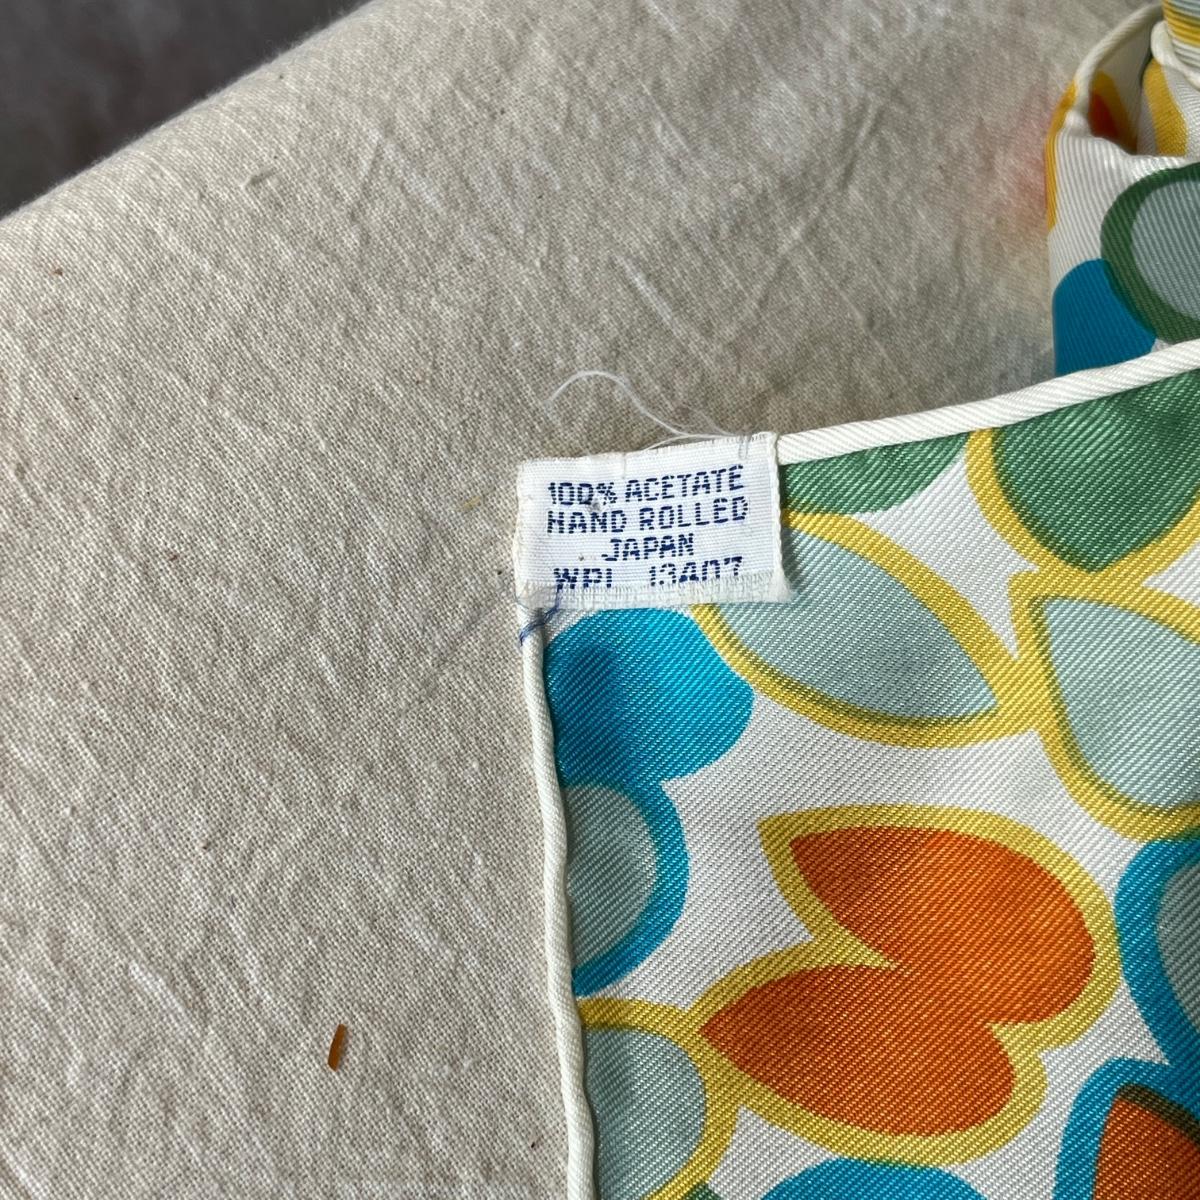 100% ACETATE
HAND ROLLED
JAPAN
WPL 13407